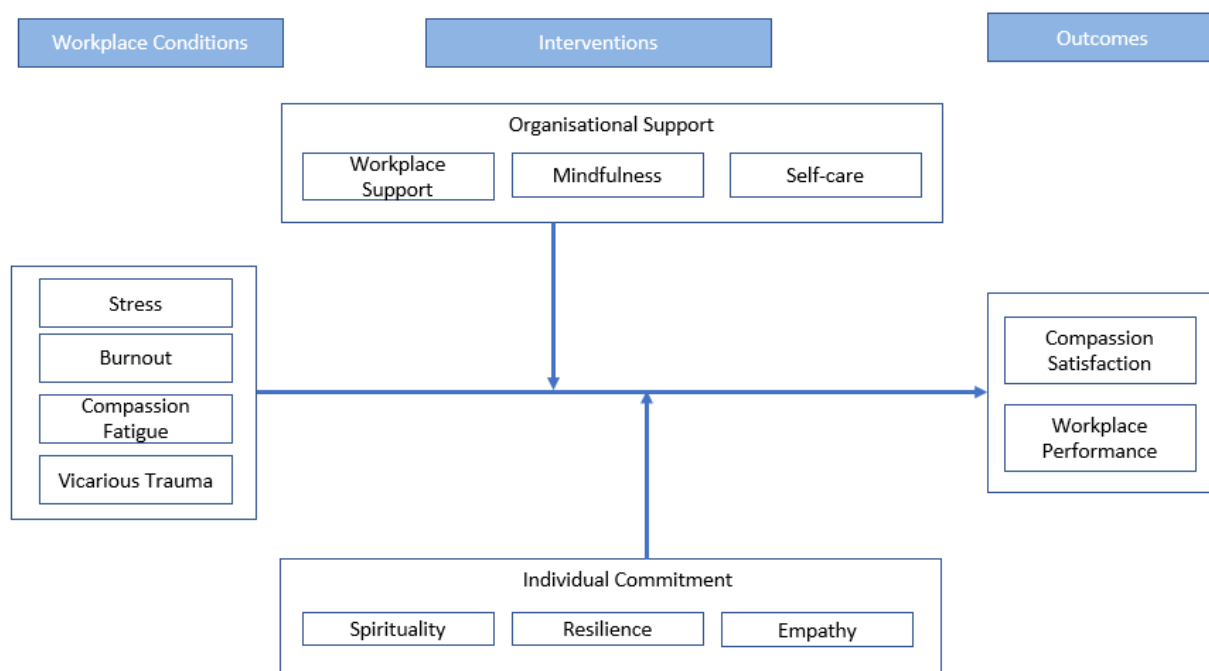 Workplace Conditions
Interventions
Outcomes
Organisational Support
Workplace
Support
Mindfulness
Self-care
Stress
Burnout
Compassion
Fatigue
Vicarious Trauma
Compassion
Satisfaction
Workplace
Performance
Individual Commitment
Spirituality
Resilience
Empathy